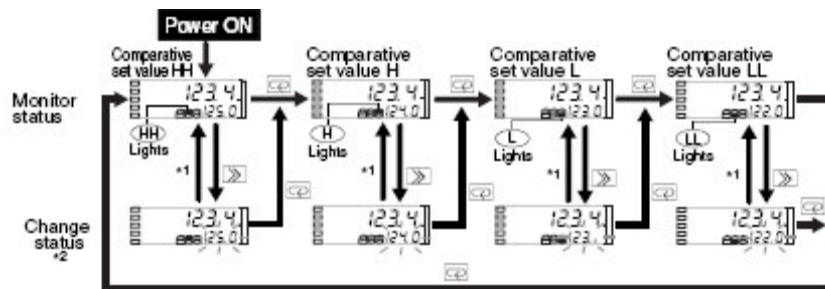 Power ON
Comparative set value HH
Comparative set value H
Comparative set value L
Comparative set value LL
Monitor status
123.4
125.0
123.4
124.0
123.4
123.0
123.4
122.0
HH
Lights
H
Lights
L
Lights
LL
Lights
*1
*1
*1
*1
Change status
*2
123.4
125.0
123.4
124.0
123.4
123.
123.4
122.0